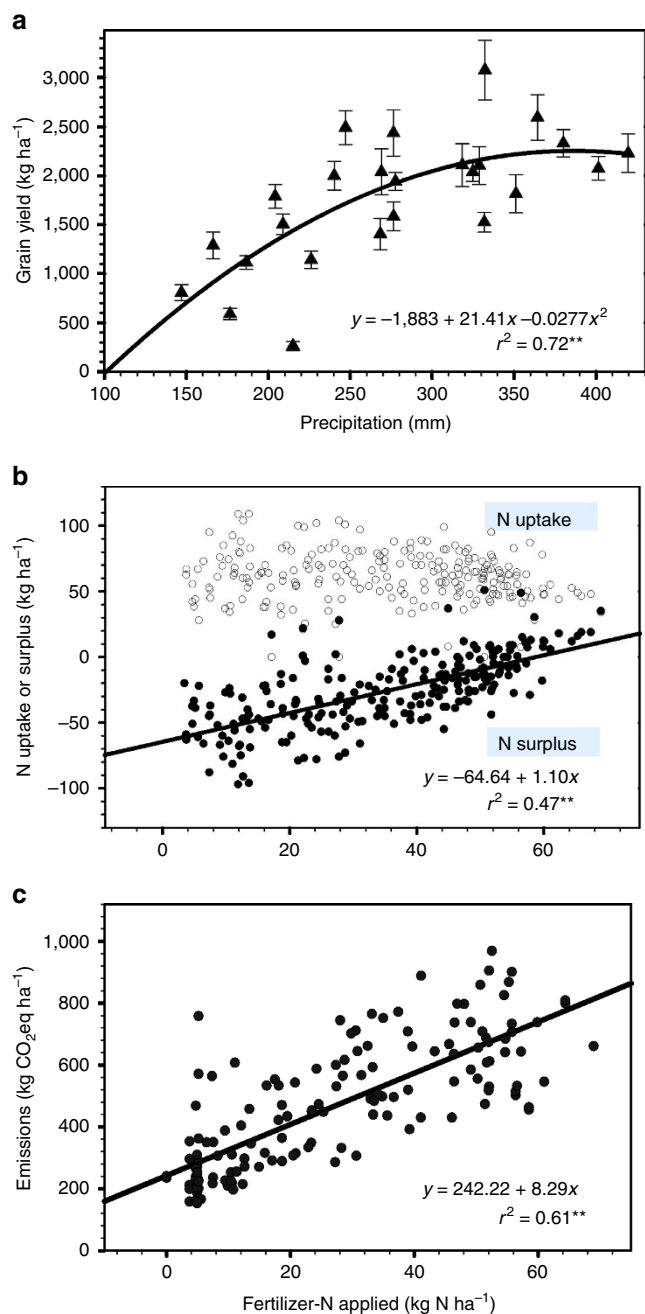 a
3,000
2,500
2,000
1,500
1,000
500
0
Grain yield (kg ha⁻¹)
y = −1,883 + 21.41x −0.0277x²
r² = 0.72**
100 150 200 250 300 350 400
Precipitation (mm)
b
100
50
0
−50
−100
N uptake or surplus (kg ha⁻¹)
N uptake
N surplus
y = −64.64 + 1.10x
r² = 0.47**
0 20 40 60
c
1,000
800
600
400
200
0
Emissions (kg CO₂eq ha⁻¹)
y = 242.22 + 8.29x
r² = 0.61**
0 20 40 60
Fertilizer-N applied (kg N ha⁻¹)